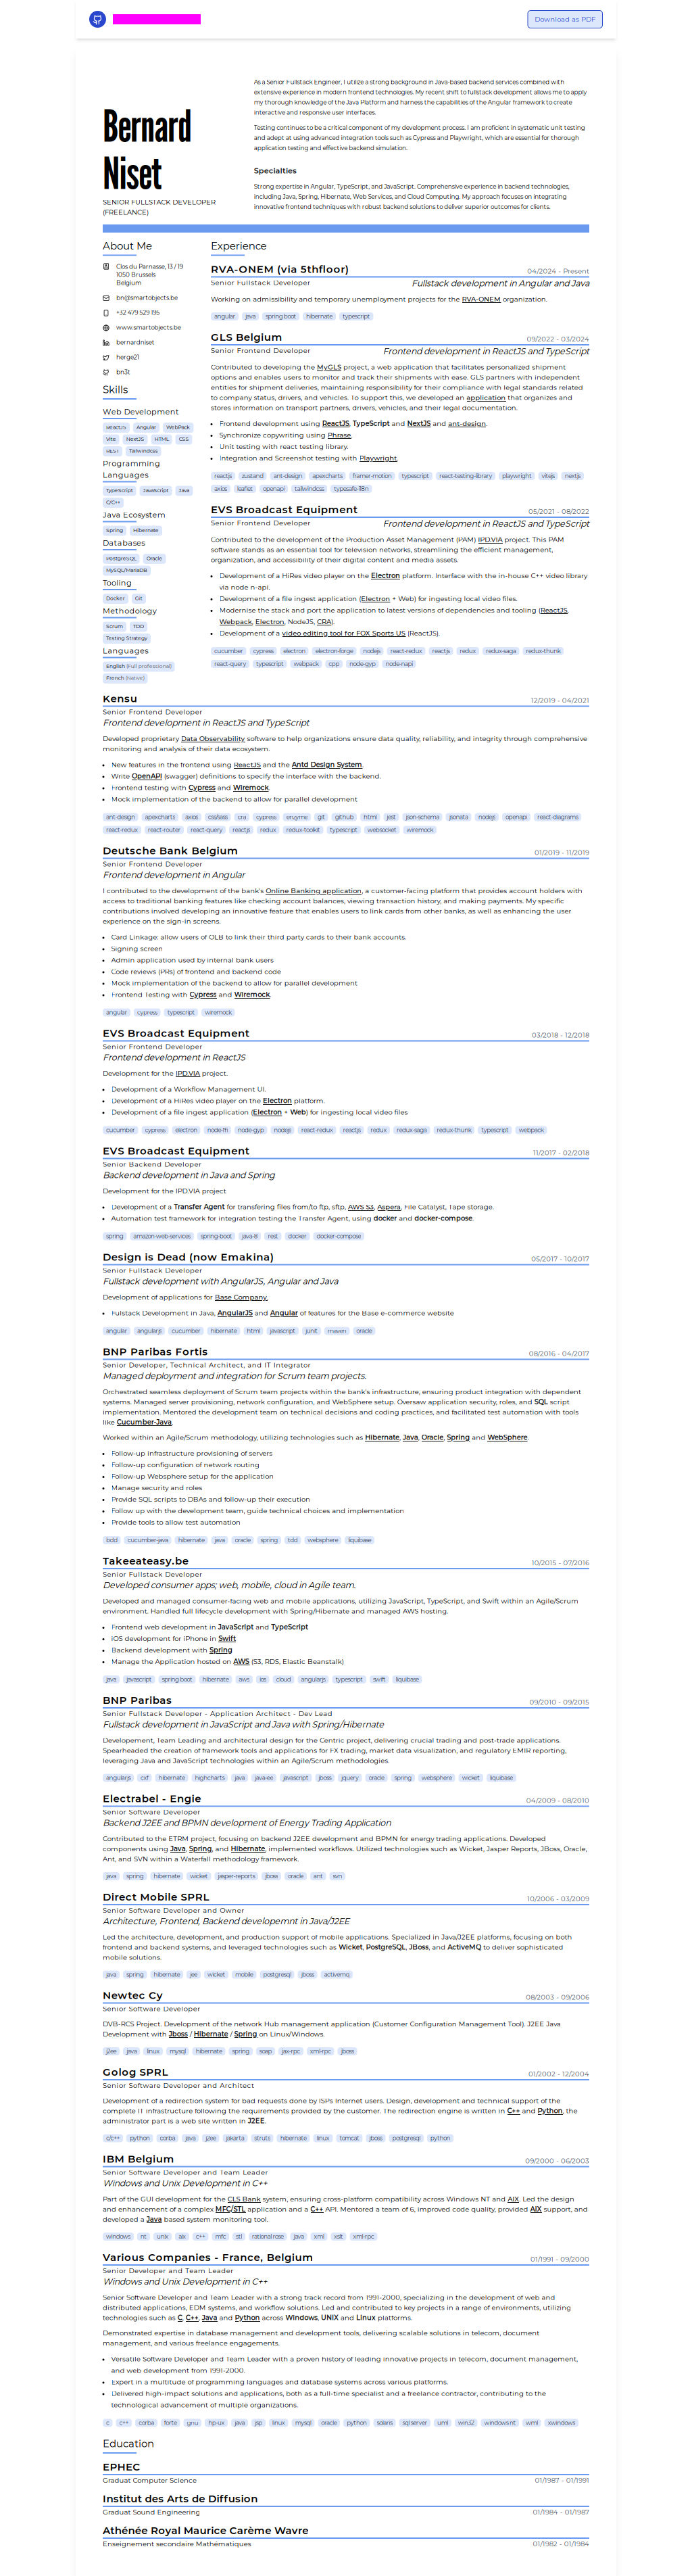 Download as PDF
Bernard
Niset
SENIOR FULLSTACK DEVELOPER
(FREELANCE)
As a Senior Fullstack Engineer, I utilize a strong background in Java-based backend services combined with
extensive experience in modern frontend technologies. My recent shift to fullstack development allows me to apply
my thorough knowledge of the Java Platform and harness the capabilities of the Angular framework to create
interactive and responsive user interfaces.
Testing continues to be a critical component of my development process. I am proficient in systematic unit testing
and adept at using advanced integration tools such as Cypress and Playwright, which are essential for thorough
application testing and effective backend simulation.
Specialties
Strong expertise in Angular, TypeScript, and JavaScript. Comprehensive experience in backend technologies,
including Java, Spring, Hibernate, Web Services, and Cloud Computing. My approach focuses on integrating
innovative frontend techniques with robust backend solutions to deliver superior outcomes for clients.
About Me
Clos du Parnasse, 13 / 19
1050 Brussels
Belgium
bn@smartobjects.be
+32 479 529 195
www.smartobjects.be
bernardniset
herge21
bn3t
Skills
Web Development
ReactJS Angular WebPack
Vite NextJS HTML CSS
REST Tailwindcss
Programming
Languages
TypeScript JavaScript Java
C/C++
Java Ecosystem
Spring Hibernate
Databases
PostgreSQL Oracle
MySQL/MariaDB
Tooling
Docker Git
Methodology
Scrum TDD
Testing Strategy
Languages
English (Full professional)
French (Native)
Experience
RVA-ONEM (via 5thfloor) 04/2024 - Present
Senior Fullstack Developer Fullstack development in Angular and Java
Working on admissibility and temporary unemployment projects for the RVA-ONEM organization.
angular java spring boot hibernate typescript
GLS Belgium 09/2022 - 03/2024
Senior Frontend Developer Frontend development in ReactJS and TypeScript
Contributed to developing the MyGLS project, a web application that facilitates personalized shipment
options and enables users to monitor and track their shipments with ease. GLS partners with independent
entities for shipment deliveries, maintaining responsibility for their compliance with legal standards related
to company status, drivers, and vehicles. To support this, we developed an application that organizes and
stores information on transport partners, drivers, vehicles, and their legal documentation.
• Frontend development using ReactJS, TypeScript and NextJS and ant-design.
• Synchronize copywriting using Phrase.
• Unit testing with react testing library.
• Integration and Screenshot testing with Playwright.
reactjs zustand ant-design apexcharts framer-motion typescript react-testing-library playwright vitejs nextjs
axios leaflet openapi tailwindcss typesafe-i18n
EVS Broadcast Equipment 05/2021 - 08/2022
Senior Frontend Developer Frontend development in ReactJS and TypeScript
Contributed to the development of the Production Asset Management (PAM) IPD.VIA project. This PAM
software stands as an essential tool for television networks, streamlining the efficient management,
organization, and accessibility of their digital content and media assets.
• Development of a HiRes video player on the Electron platform. Interface with the in-house C++ video library
via node n-api.
• Development of a file ingest application (Electron + Web) for ingesting local video files.
• Modernise the stack and port the application to latest versions of dependencies and tooling (ReactJS,
Webpack, Electron, NodeJS, CRA).
• Development of a video editing tool for FOX Sports US (ReactJS).
cucumber cypress electron electron-forge nodejs react-redux reactjs redux redux-saga redux-thunk
react-query typescript webpack cpp node-gyp node-napi
Kensu 12/2019 - 04/2021
Senior Frontend Developer
Frontend development in ReactJS and TypeScript
Developed proprietary Data Observability software to help organizations ensure data quality, reliability, and integrity through comprehensive
monitoring and analysis of their data ecosystem.
• New features in the frontend using ReactJS and the Antd Design System.
• Write OpenAPI (swagger) definitions to specify the interface with the backend.
• Frontend testing with Cypress and Wiremock.
• Mock implementation of the backend to allow for parallel development
ant-design apexcharts axios css/sass cra cypress enzyme git github html jest json-schema jsonata nodejs openapi react-diagrams
react-redux react-router react-query reactjs redux redux-toolkit typescript websocket wiremock
Deutsche Bank Belgium 01/2019 - 11/2019
Senior Frontend Developer
Frontend development in Angular
I contributed to the development of the bank's Online Banking application, a customer-facing platform that provides account holders with
access to traditional banking features like checking account balances, viewing transaction history, and making payments. My specific
contributions involved developing an innovative feature that enables users to link cards from other banks, as well as enhancing the user
experience on the sign-in screens.
• Card Linkage: allow users of OLB to link their third party cards to their bank accounts.
• Signing screen
• Admin application used by internal bank users
• Code reviews (PRs) of frontend and backend code
• Mock implementation of the backend to allow for parallel development
• Frontend Testing with Cypress and Wiremock.
angular cypress typescript wiremock
EVS Broadcast Equipment 03/2018 - 12/2018
Senior Frontend Developer
Frontend development in ReactJS
Development for the IPD.VIA project.
• Development of a Workflow Management UI.
• Development of a HiRes video player on the Electron platform.
• Development of a file ingest application (Electron + Web) for ingesting local video files
cucumber cypress electron node-ffi node-gyp nodejs react-redux reactjs redux redux-saga redux-thunk typescript webpack
EVS Broadcast Equipment 11/2017 - 02/2018
Senior Backend Developer
Backend development in Java and Spring
Development for the IPD.VIA project
• Development of a Transfer Agent for transfering files from/to ftp, sftp, AWS S3, Aspera, File Catalyst, Tape storage.
• Automation test framework for integration testing the Transfer Agent, using docker and docker-compose.
spring amazon-web-services spring-boot java-8 rest docker docker-compose
Design is Dead (now Emakina) 05/2017 - 10/2017
Senior Fullstack Developer
Fullstack development with AngularJS, Angular and Java
Development of applications for Base Company.
• Fulstack Development in Java, AngularJS and Angular of features for the Base e-commerce website
angular angularjs cucumber hibernate html javascript junit maven oracle
BNP Paribas Fortis 08/2016 - 04/2017
Senior Developer, Technical Architect, and IT Integrator
Managed deployment and integration for Scrum team projects.
Orchestrated seamless deployment of Scrum team projects within the bank's infrastructure, ensuring product integration with dependent
systems. Managed server provisioning, network configuration, and WebSphere setup. Oversaw application security, roles, and SQL script
implementation. Mentored the development team on technical decisions and coding practices, and facilitated test automation with tools
like Cucumber-Java.
Worked within an Agile/Scrum methodology, utilizing technologies such as Hibernate, Java, Oracle, Spring and WebSphere.
• Follow-up infrastructure provisioning of servers
• Follow-up configuration of network routing
• Follow-up Websphere setup for the application
• Manage security and roles
• Provide SQL scripts to DBAs and follow-up their execution
• Follow up with the development team, guide technical choices and implementation
• Provide tools to allow test automation
bdd cucumber-java hibernate java oracle spring tdd websphere liquibase
Takeeateasy.be 10/2015 - 07/2016
Senior Fullstack Developer
Developed consumer apps; web, mobile, cloud in Agile team.
Developed and managed consumer-facing web and mobile applications, utilizing JavaScript, TypeScript, and Swift within an Agile/Scrum
environment. Handled full lifecycle development with Spring/Hibernate and managed AWS hosting.
• Frontend web development in JavaScript and TypeScript
• iOS development for iPhone in Swift
• Backend development with Spring
• Manage the Application hosted on AWS (S3, RDS, Elastic Beanstalk)
java javascript spring boot hibernate aws ios cloud angularjs typescript swift liquibase
BNP Paribas 09/2010 - 09/2015
Senior Fullstack Developer - Application Architect - Dev Lead
Fullstack development in JavaScript and Java with Spring/Hibernate
Developement, Team Leading and architectural design for the Centric project, delivering crucial trading and post-trade applications.
Spearheaded the creation of framework tools and applications for FX trading, market data visualization, and regulatory EMIR reporting,
leveraging Java and JavaScript technologies within an Agile/Scrum methodologies.
angularjs cxf hibernate highcharts java java-ee javascript jboss jquery oracle spring websphere wicket liquibase
Electrabel - Engie 04/2009 - 08/2010
Senior Software Developer
Backend J2EE and BPMN development of Energy Trading Application
Contributed to the ETRM project, focusing on backend J2EE development and BPMN for energy trading applications. Developed
components using Java, Spring, and Hibernate, implemented workflows. Utilized technologies such as Wicket, Jasper Reports, JBoss, Oracle,
Ant, and SVN within a Waterfall methodology framework.
java spring hibernate wicket jasper-reports jboss oracle ant svn
Direct Mobile SPRL 10/2006 - 03/2009
Senior Software Developer and Owner
Architecture, Frontend, Backend developemnt in Java/J2EE
Led the architecture, development, and production support of mobile applications. Specialized in Java/J2EE platforms, focusing on both
frontend and backend systems, and leveraged technologies such as Wicket, PostgreSQL, JBoss, and ActiveMQ to deliver sophisticated
mobile solutions.
java spring hibernate jee wicket mobile postgresql jboss activemq
Newtec Cy 08/2003 - 09/2006
Senior Software Developer
DVB-RCS Project. Development of the network Hub management application (Customer Configuration Management Tool). J2EE Java
Development with Jboss / Hibernate / Spring on Linux/Windows.
j2ee java linux mysql hibernate spring soap jax-rpc xml-rpc jboss
Golog SPRL 01/2002 - 12/2004
Senior Software Developer and Architect
Development of a redirection system for bad requests done by ISPs Internet users. Design, development and technical support of the
complete IT infrastructure following the requirements provided by the customer. The redirection engine is written in C++ and Python, the
administrator part is a web site written in J2EE.
c/c++ python corba java j2ee jakarta struts hibernate linux tomcat jboss postgresql python
IBM Belgium 09/2000 - 06/2003
Senior Software Developer and Team Leader
Windows and Unix Development in C++
Part of the GUI development for the CLS Bank system, ensuring cross-platform compatibility across Windows NT and AIX. Led the design
and enhancement of a complex MFC/STL application and a C++ API. Mentored a team of 6, improved code quality, provided AIX support, and
developed a Java based system monitoring tool.
windows nt unix aix c++ mfc stl rational rose java xml xslt xml-rpc
Various Companies - France, Belgium 01/1991 - 09/2000
Senior Developer and Team Leader
Windows and Unix Development in C++
Senior Software Developer and Team Leader with a strong track record from 1991-2000, specializing in the development of web and
distributed applications, EDM systems, and workflow solutions. Led and contributed to key projects in a range of environments, utilizing
technologies such as C, C++, Java and Python across Windows, UNIX and Linux platforms.
Demonstrated expertise in database management and development tools, delivering scalable solutions in telecom, document
management, and various freelance engagements.
• Versatile Software Developer and Team Leader with a proven history of leading innovative projects in telecom, document management,
and web development from 1991-2000.
• Expert in a multitude of programming languages and database systems across various platforms.
• Delivered high-impact solutions and applications, both as a full-time specialist and a freelance contractor, contributing to the
technological advancement of multiple organizations.
c c++ corba forte gnu hp-ux java jsp linux mysql oracle python solaris sql server uml win32 windows nt wml xwindows
Education
EPHEC
Graduat Computer Science 01/1987 - 01/1991
Institut des Arts de Diffusion
Graduat Sound Engineering 01/1984 - 01/1987
Athénée Royal Maurice Carème Wavre
Enseignement secondaire Mathématiques 01/1982 - 01/1984